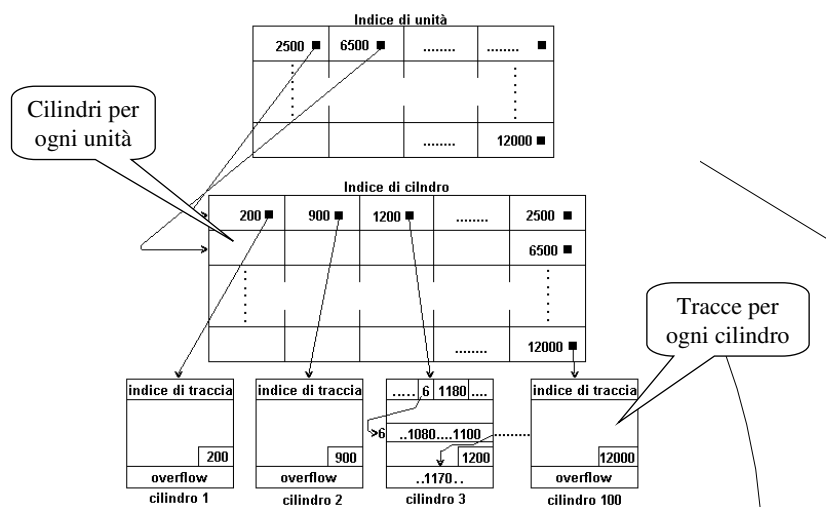 Indice di unità
2500 6500 ........ ........
........ 12000
Cilindri per
ogni unità
Indice di cilndro
200 900 1200 ........ 2500
6500
........ 12000
Tracce per
ogni cilindro
indice di traccia
200
overflow
cilindro 1
indice di traccia
900
overflow
cilindro 2
..... 6 1180 ....
6 ..1080....1100
1200
..1170..
cilindro 3
indice di traccia
12000
overflow
cilindro 100